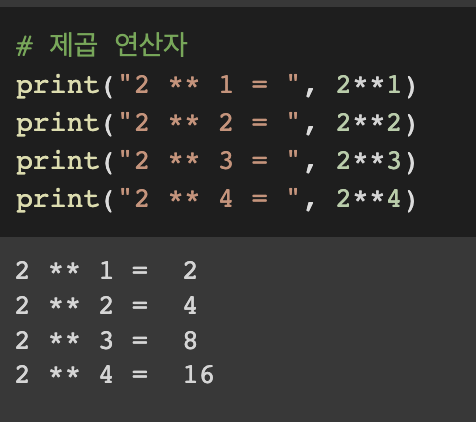 # 제곱 연산자
print("2 ** 1 = ", 2**1)
print("2 ** 2 = ", 2**2)
print("2 ** 3 = ", 2**3)
print("2 ** 4 = ", 2**4)
2 ** 1 =  2
2 ** 2 =  4
2 ** 3 =  8
2 ** 4 =  16